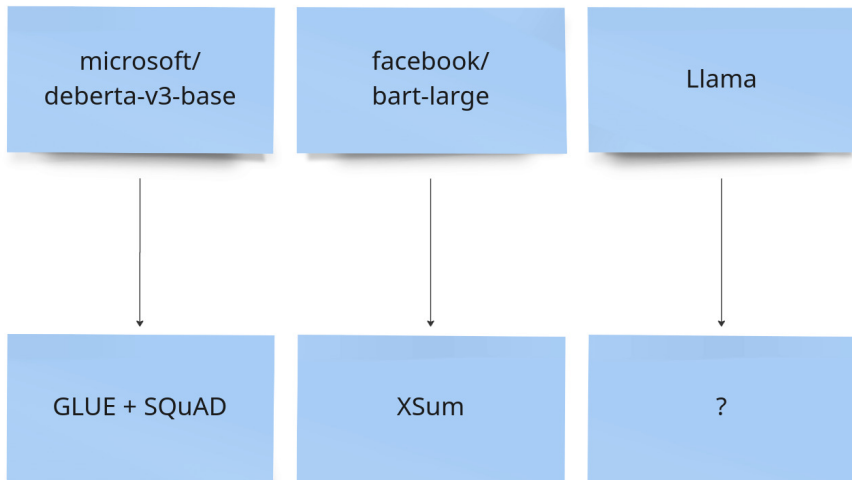 microsoft/
deberta-v3-base
facebook/
bart-large
Llama
GLUE + SQuAD
XSum
?